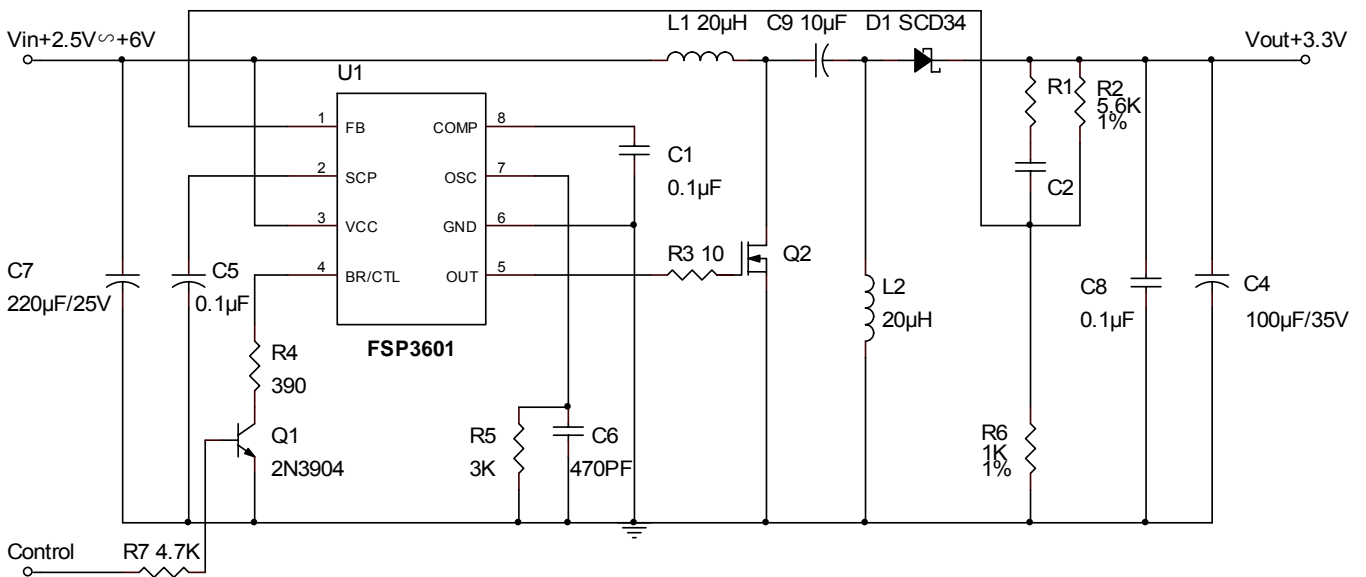 L1 20µH
C9 10µF
D1 SCD34
Vin+2.5V∽+6V
Vout+3.3V
U1
R1
R2
5.6K
1%
1
FB
COMP
8
C1
0.1µF
2
SCP
OSC
7
C2
3
VCC
GND
6
R3 10
Q2
4
BR/CTL
OUT
5
C7
220µF/25V
C5
0.1µF
L2
20µH
C8
0.1µF
C4
100µF/35V
FSP3601
R4
390
Q1
2N3904
R5
3K
C6
470PF
R6
1K
1%
Control
R7 4.7K